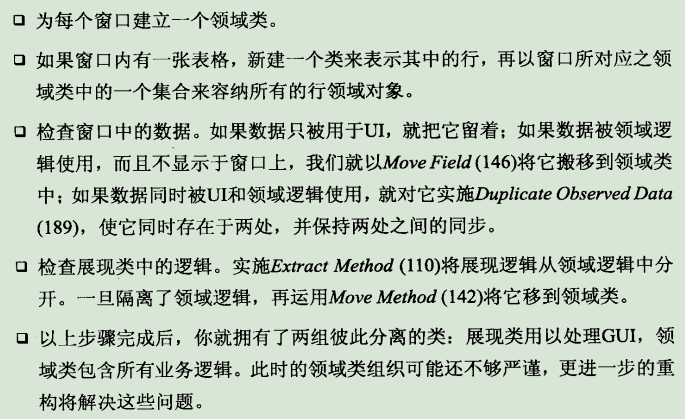 ❑ 为每个窗口建立一个领域类。
❑ 如果窗口内有一张表格，新建一个类来表示其中的行，再以窗口所对应之领
域类中的一个集合来容纳所有的行领域对象。
❑ 检查窗口中的数据。如果数据只被用于UI，就把它留着；如果数据被领域逻
辑使用，而且不显示于窗口上，我们就以Move Field (146)将它搬移到领域类
中；如果数据同时被UI和领域逻辑使用，就对它实施Duplicate Observed Data
(189)，使它同时存在于两处，并保持两处之间的同步。
❑ 检查展现类中的逻辑。实施Extract Method (110)将展现逻辑从领域逻辑中分
开。一旦隔离了领域逻辑，再运用Move Method (142)将它移到领域类。
❑ 以上步骤完成后，你就拥有了两组彼此分离的类：展现类用以处理GUI，领
域类包含所有业务逻辑。此时的领域类组织可能还不够严谨，更进一步的重
构将解决这些问题。